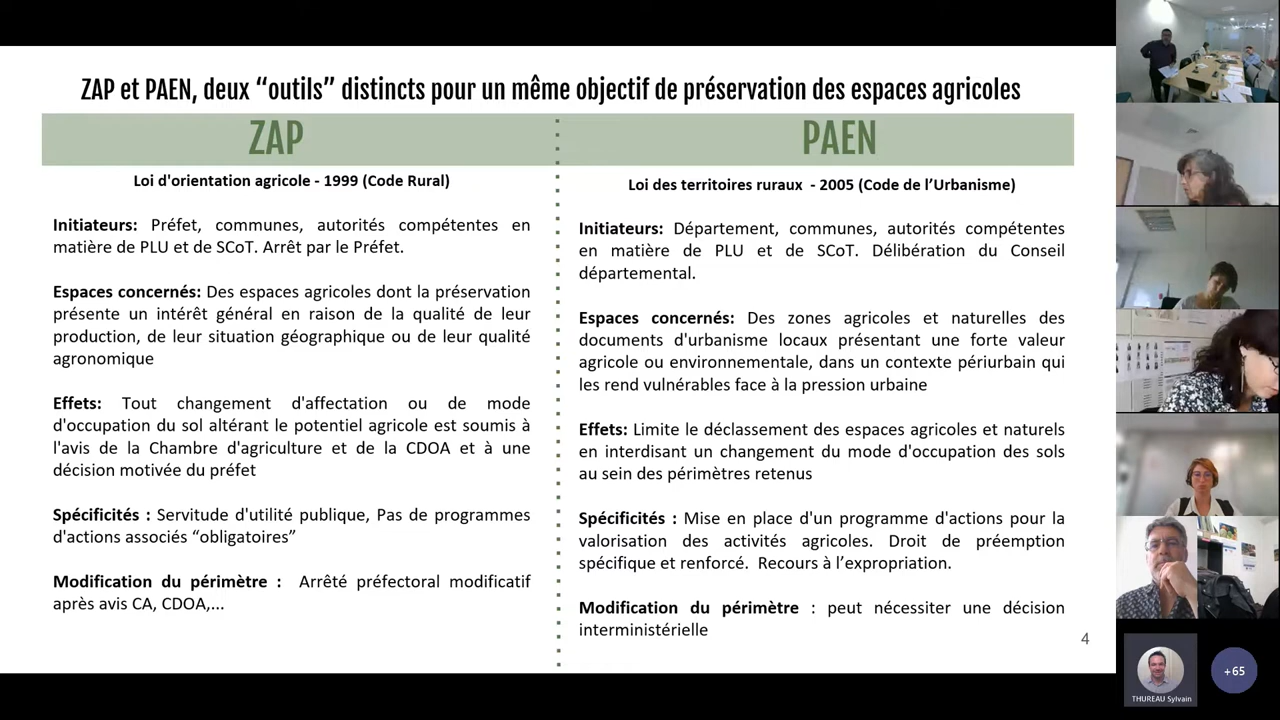 ZAP et PAEN, deux “outils” distincts pour un même objectif de préservation des espaces agricoles
ZAP
Loi d'orientation agricole - 1999 (Code Rural)
Initiateurs: Préfet, communes, autorités compétentes en
matière de PLU et de SCoT. Arrêt par le Préfet.
Espaces concernés: Des espaces agricoles dont la préservation
présente un intérêt général en raison de la qualité de leur
production, de leur situation géographique ou de leur qualité
agronomique
Effets: Tout changement d'affectation ou de mode
d'occupation du sol altérant le potentiel agricole est soumis à
l'avis de la Chambre d'agriculture et de la CDOA et à une
décision motivée du préfet
Spécificités : Servitude d'utilité publique, Pas de programmes
d'actions associés “obligatoires”
Modification du périmètre : Arrêté préfectoral modificatif
après avis CA, CDOA,...
PAEN
Loi des territoires ruraux - 2005 (Code de l’Urbanisme)
Initiateurs: Département, communes, autorités compétentes
en matière de PLU et de SCoT. Délibération du Conseil
départemental.
Espaces concernés: Des zones agricoles et naturelles des
documents d'urbanisme locaux présentant une forte valeur
agricole ou environnementale, dans un contexte périurbain qui
les rend vulnérables face à la pression urbaine
Effets: Limite le déclassement des espaces agricoles et naturels
en interdisant un changement du mode d'occupation des sols
au sein des périmètres retenus
Spécificités : Mise en place d'un programme d'actions pour la
valorisation des activités agricoles. Droit de préemption
spécifique et renforcé. Recours à l’expropriation.
Modification du périmètre : peut nécessiter une décision
interministérielle
4
THUREAU Sylvain
+65